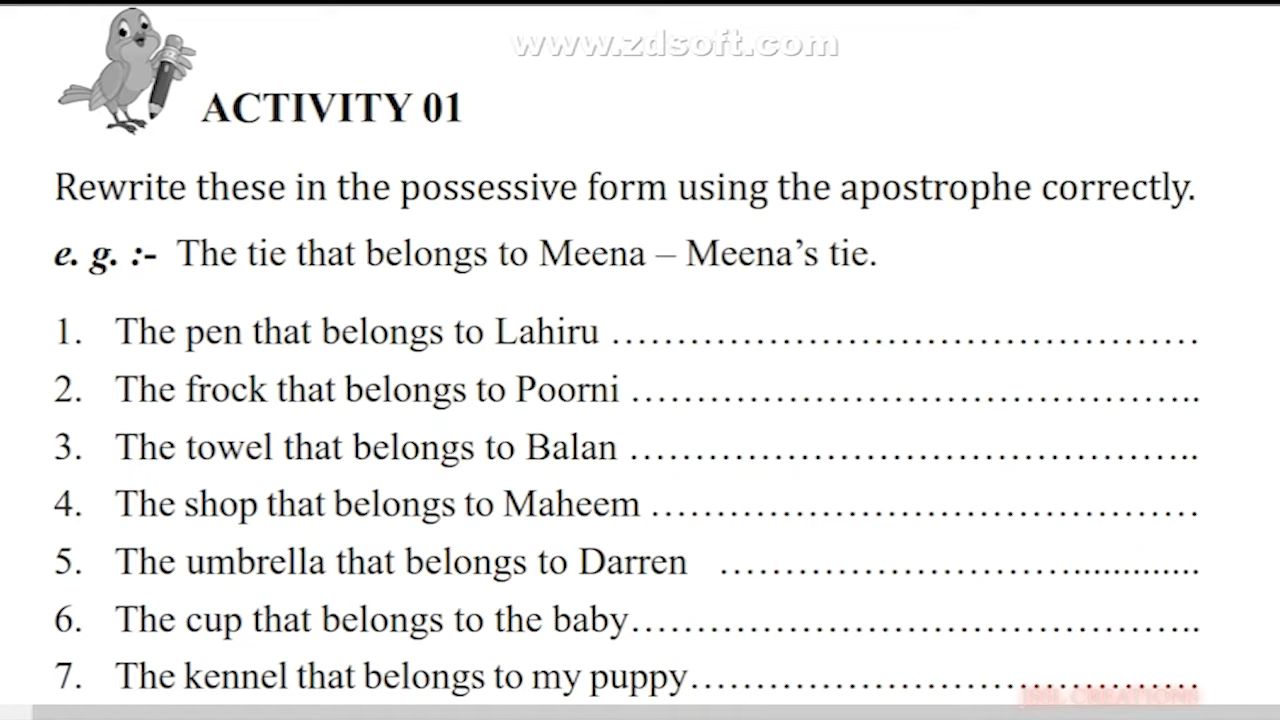 www.zdsoft.com
ACTIVITY 01
Rewrite these in the possessive form using the apostrophe correctly.
e. g. :- The tie that belongs to Meena – Meena’s tie.
1. The pen that belongs to Lahiru ……………………………………
2. The frock that belongs to Poorni …………………………………..
3. The towel that belongs to Balan …………………………………..
4. The shop that belongs to Maheem …………………………………
5. The umbrella that belongs to Darren ……………………….............
6. The cup that belongs to the baby…………………………………..
7. The kennel that belongs to my puppy………………………………